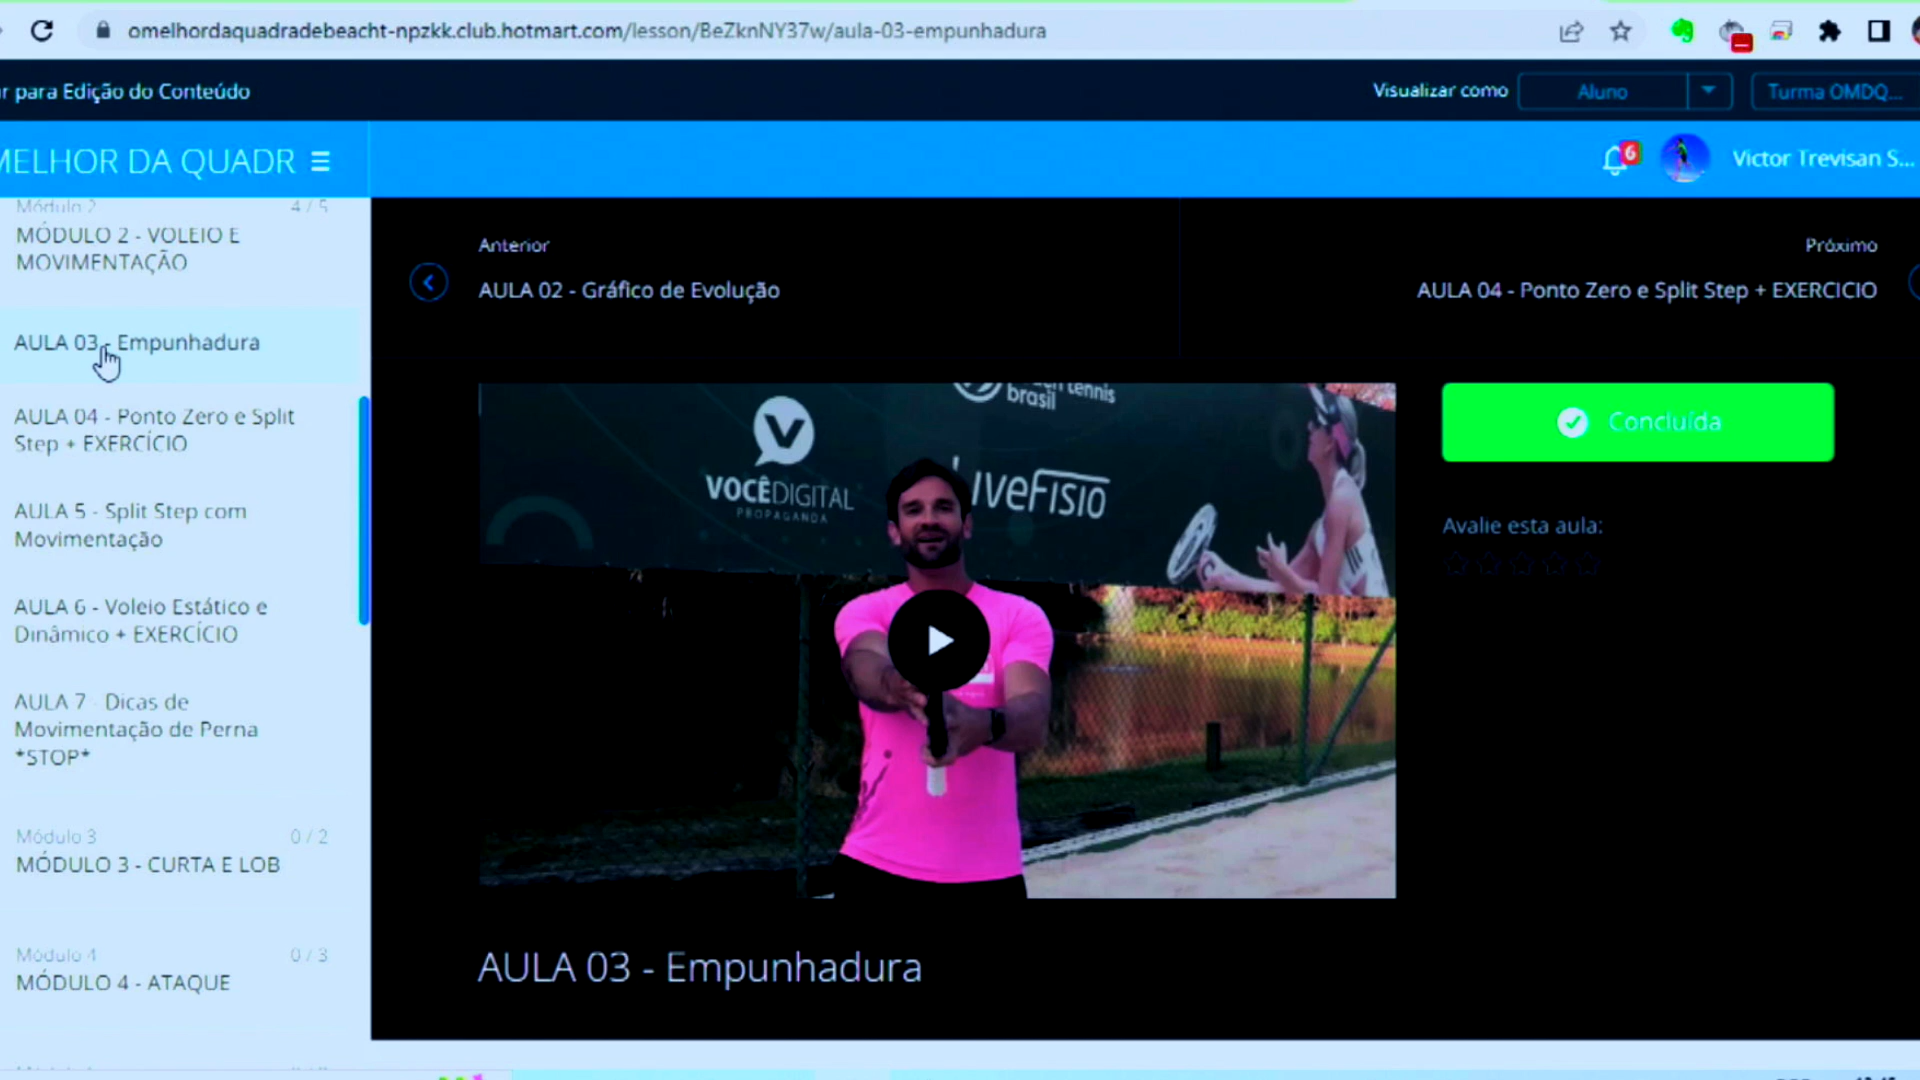 omelhordaquadradebeacht-npzkk.club.hotmart.com/lesson/BeZknNY37w/aula-03-empunhadura
r para Edição do Conteúdo
Visualizar como
Aluno
Turma OMDQ...
MELHOR DA QUADR
6
Victor Trevisan S...
Módulo 2
4 / 5
MÓDULO 2 - VOLEIO E
MOVIMENTAÇÃO
AULA 03 - Empunhadura
AULA 04 - Ponto Zero e Split
Step + EXERCÍCIO
AULA 5 - Split Step com
Movimentação
AULA 6 - Voleio Estático e
Dinâmico + EXERCÍCIO
AULA 7 - Dicas de
Movimentação de Perna
*STOP*
Módulo 3
0 / 2
MÓDULO 3 - CURTA E LOB
Módulo 4
0 / 3
MÓDULO 4 - ATAQUE
Anterior
AULA 02 - Gráfico de Evolução
Próximo
AULA 04 - Ponto Zero e Split Step + EXERCICIO
tennis
brasil
VOCÊDIGITAL
PROPAGANDA
LIVEFISIO
Concluída
Avalie esta aula:
AULA 03 - Empunhadura